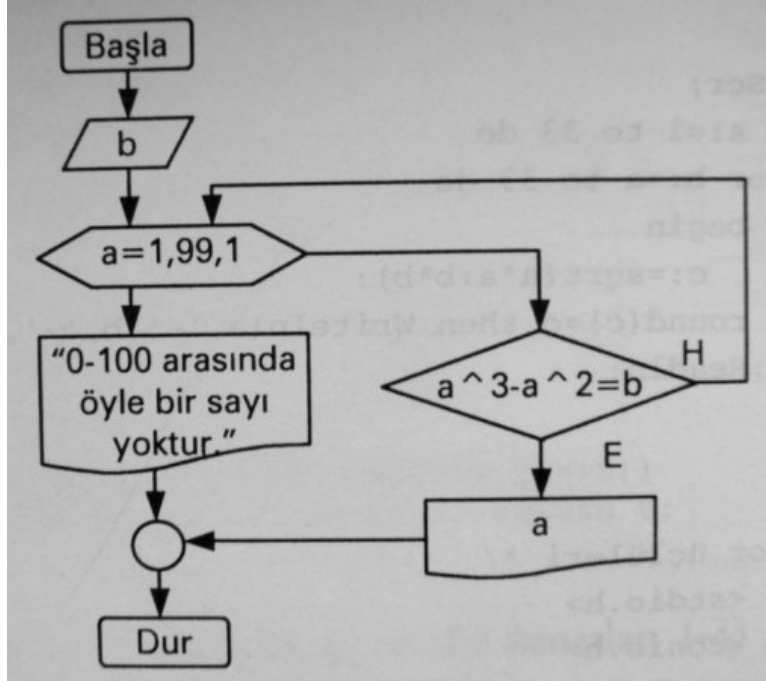 Başla
b
a=1,99,1
"0-100 arasında
öyle bir sayı
yoktur."
a^3-a^2=b
H
E
a
Dur